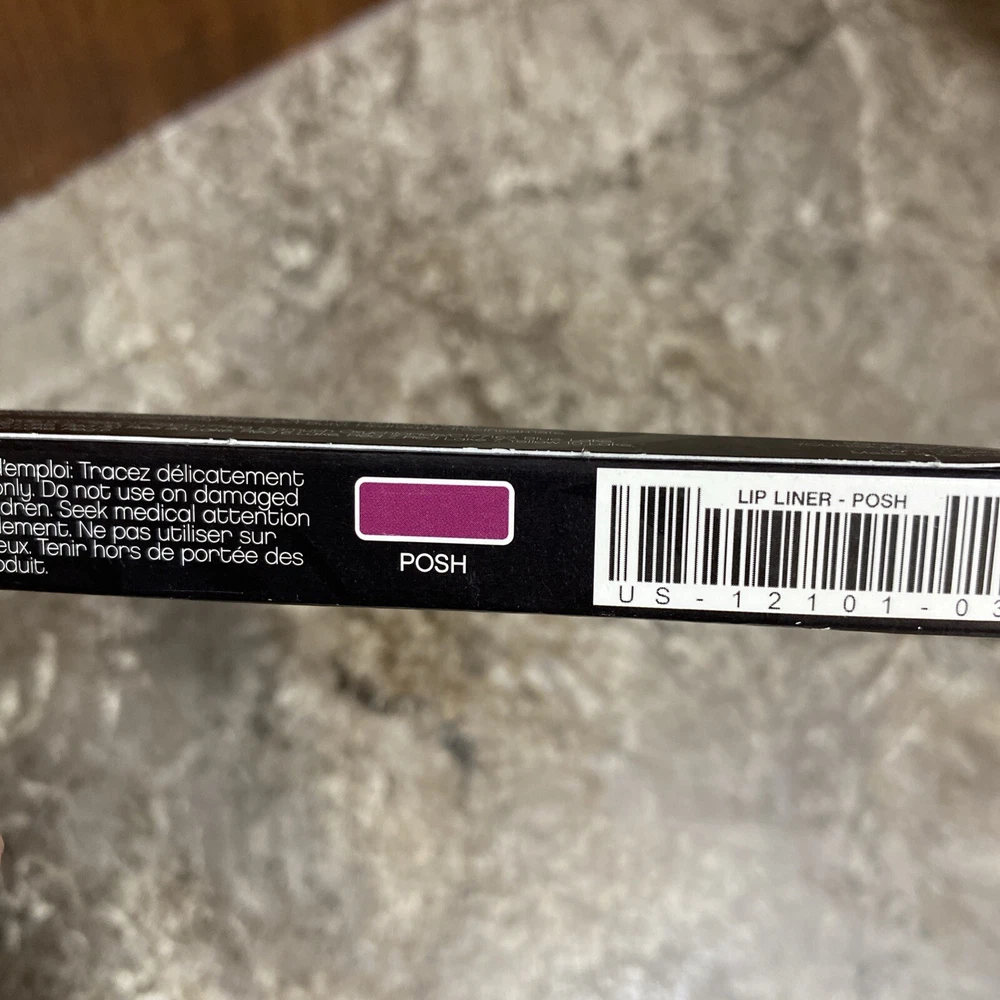 d'emploi: Tracez délicatement
only. Do not use on damaged
dren. Seek medical attention
lement. Ne pas utiliser sur
eux. Tenir hors de portée des
oduit.
POSH
LIP LINER - POSH
US-12101-03